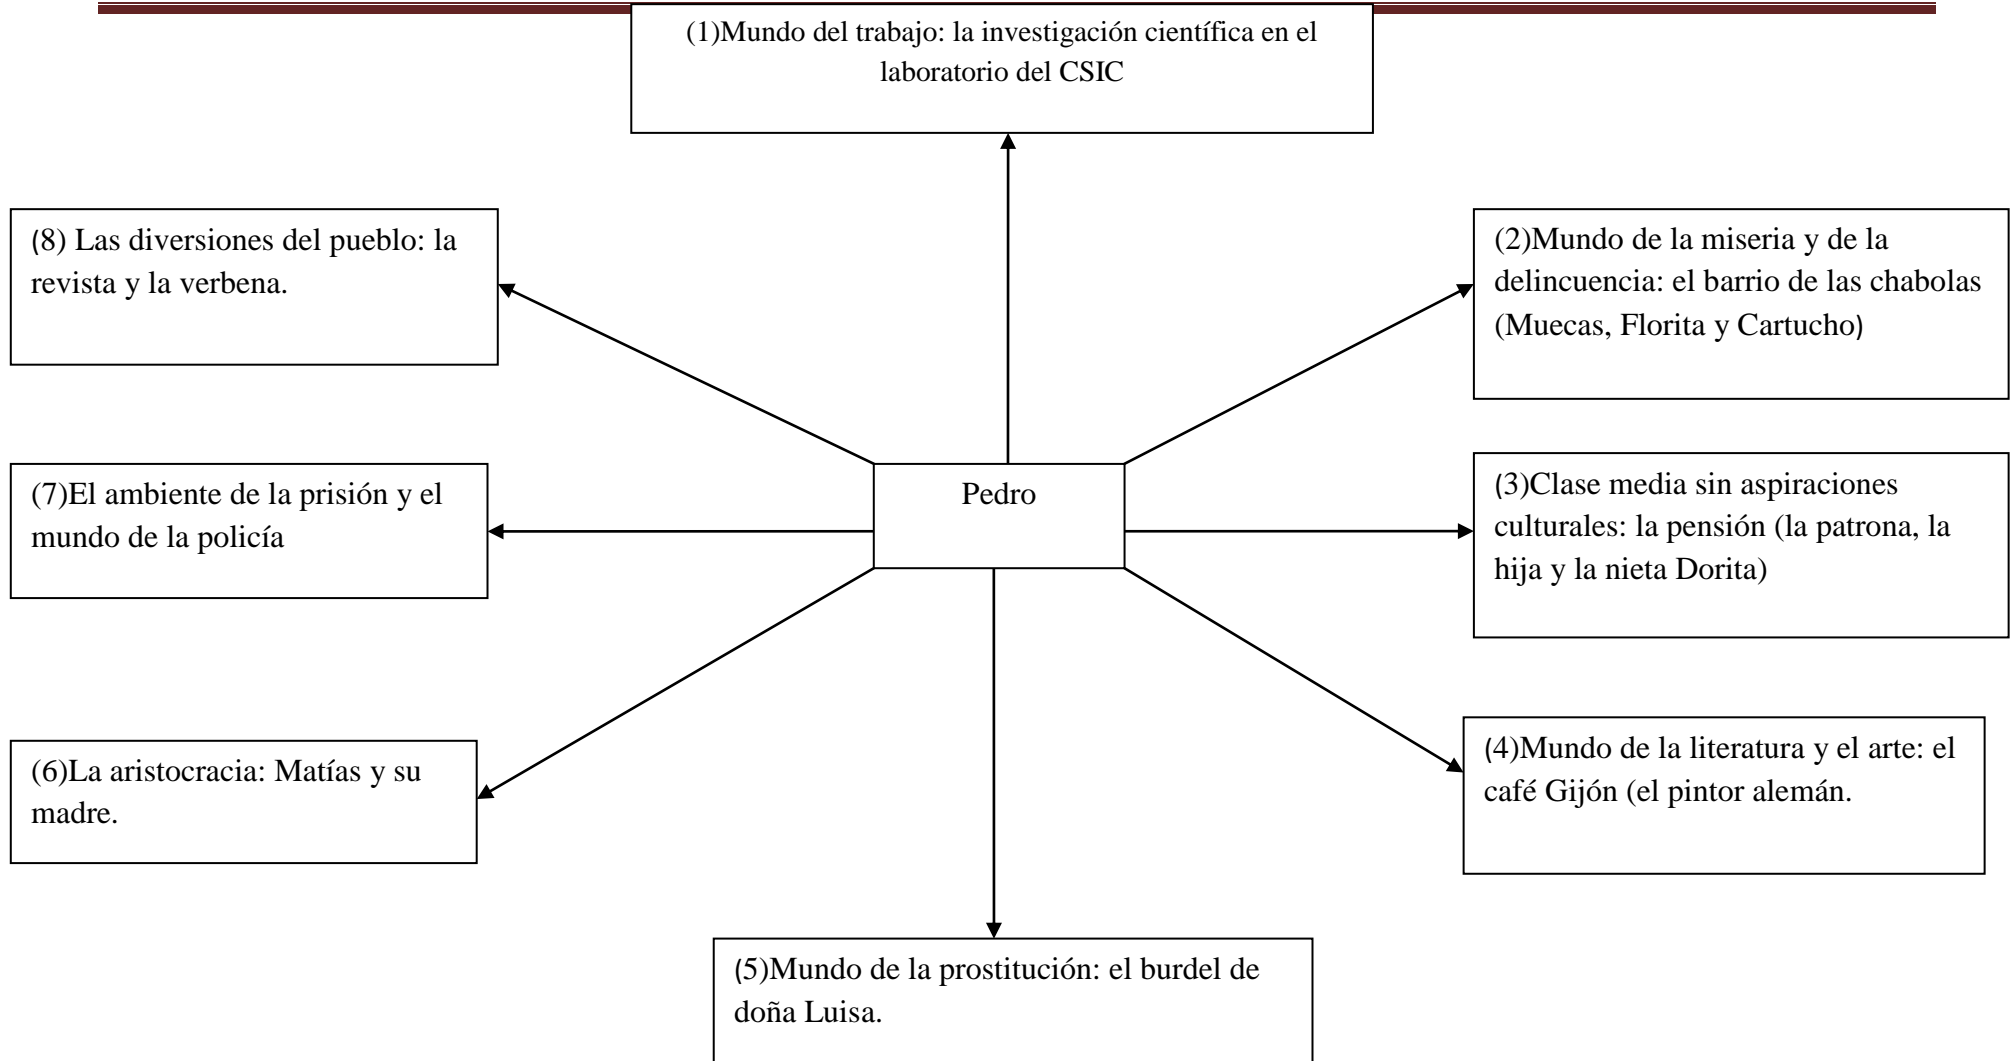 (1)Mundo del trabajo: la investigación científica en el
laboratorio del CSIC
(8) Las diversiones del pueblo: la
revista y la verbena.
(2)Mundo de la miseria y de la
delincuencia: el barrio de las chabolas
(Muecas, Florita y Cartucho)
(7)El ambiente de la prisión y el
mundo de la policía
Pedro
(3)Clase media sin aspiraciones
culturales: la pensión (la patrona, la
hija y la nieta Dorita)
(6)La aristocracia: Matías y su
madre.
(4)Mundo de la literatura y el arte: el
café Gijón (el pintor alemán.
(5)Mundo de la prostitución: el burdel de
doña Luisa.